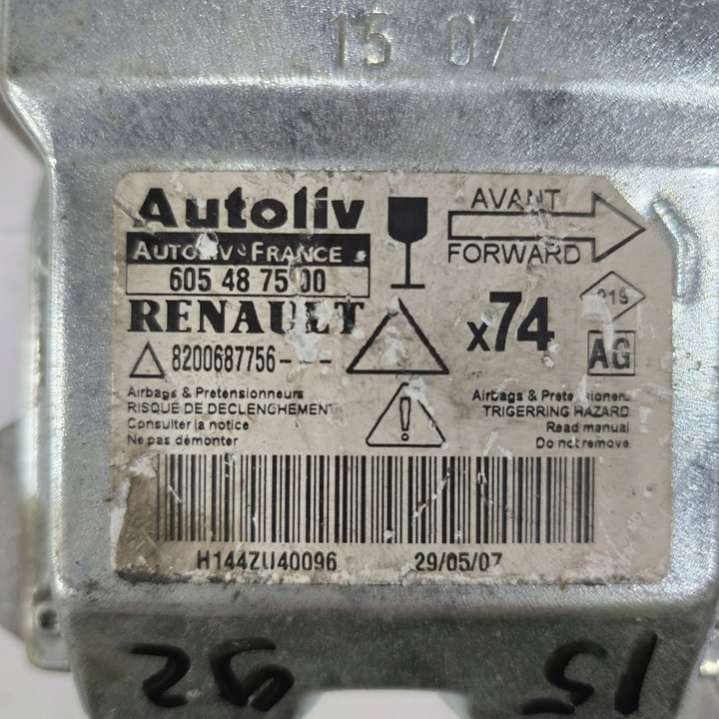 15 07
Autoliv
AUTOLIV FRANCE
605 48 75 00
RENAULT
8200687756- - -
AVANT
FORWARD
x74
AG
Airbags & Pretensionneurs
RISQUE DE DECLENCHEMENT
Consulter la notice
Ne pas démonter
Airbags & Pretensioners
TRIGERRING HAZARD
Read manual
Do not remove
H144ZU40096 29/05/07
92 15